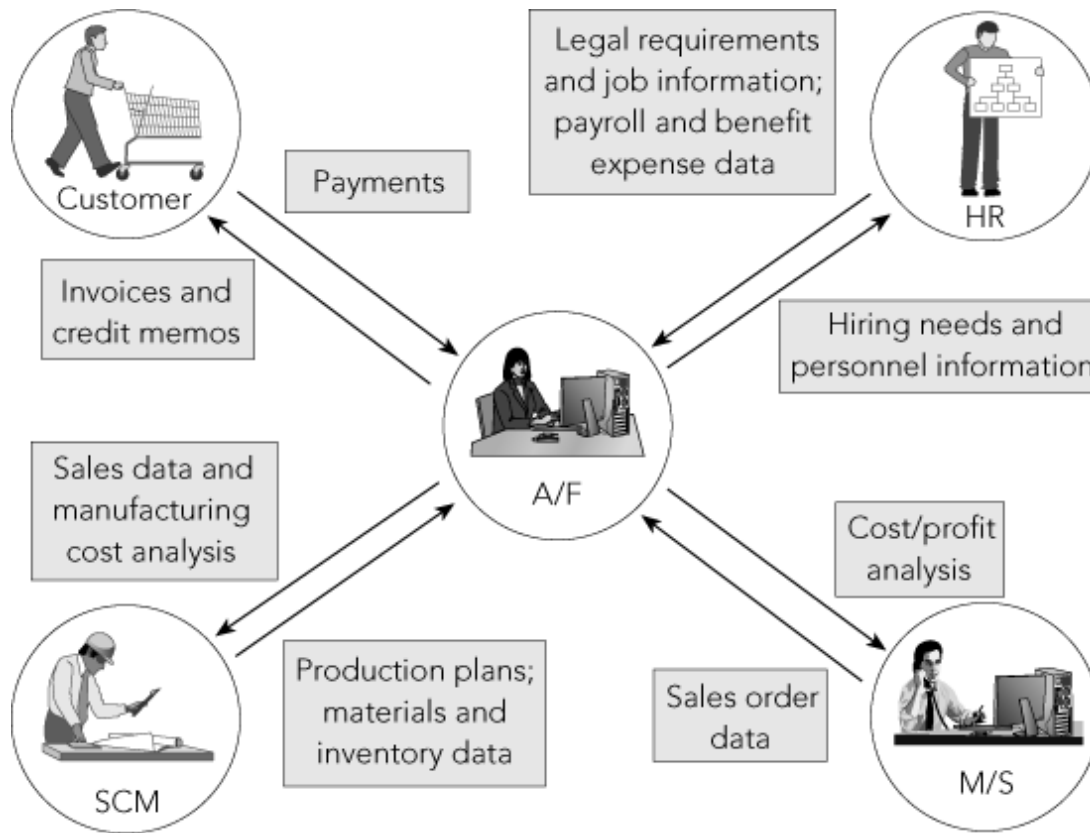 Customer
Payments
Legal requirements
and job information;
payroll and benefit
expense data
HR
Invoices and
credit memos
Hiring needs and
personnel information
A/F
Sales data and
manufacturing
cost analysis
Cost/profit
analysis
SCM
Production plans;
materials and
inventory data
Sales order
data
M/S